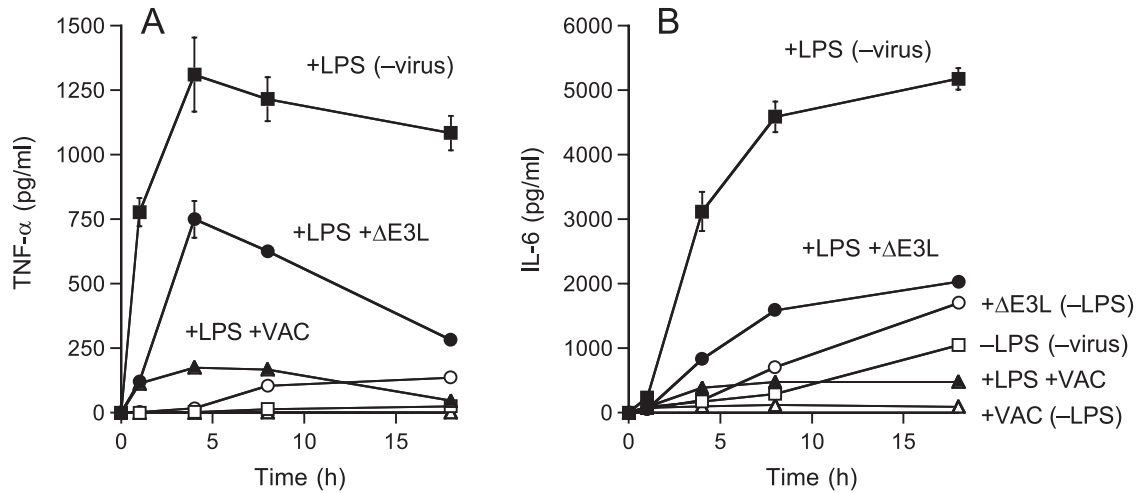 A
TNF-α (pg/ml)
1500
1250
1000
750
500
250
0
+LPS (–virus)
+LPS +ΔE3L
+LPS +VAC
0 5 10 15
Time (h)
B
IL-6 (pg/ml)
6000
5000
4000
3000
2000
1000
0
+LPS (–virus)
+LPS +ΔE3L
+ΔE3L (–LPS)
–LPS (–virus)
+LPS +VAC
+VAC (–LPS)
0 5 10 15
Time (h)